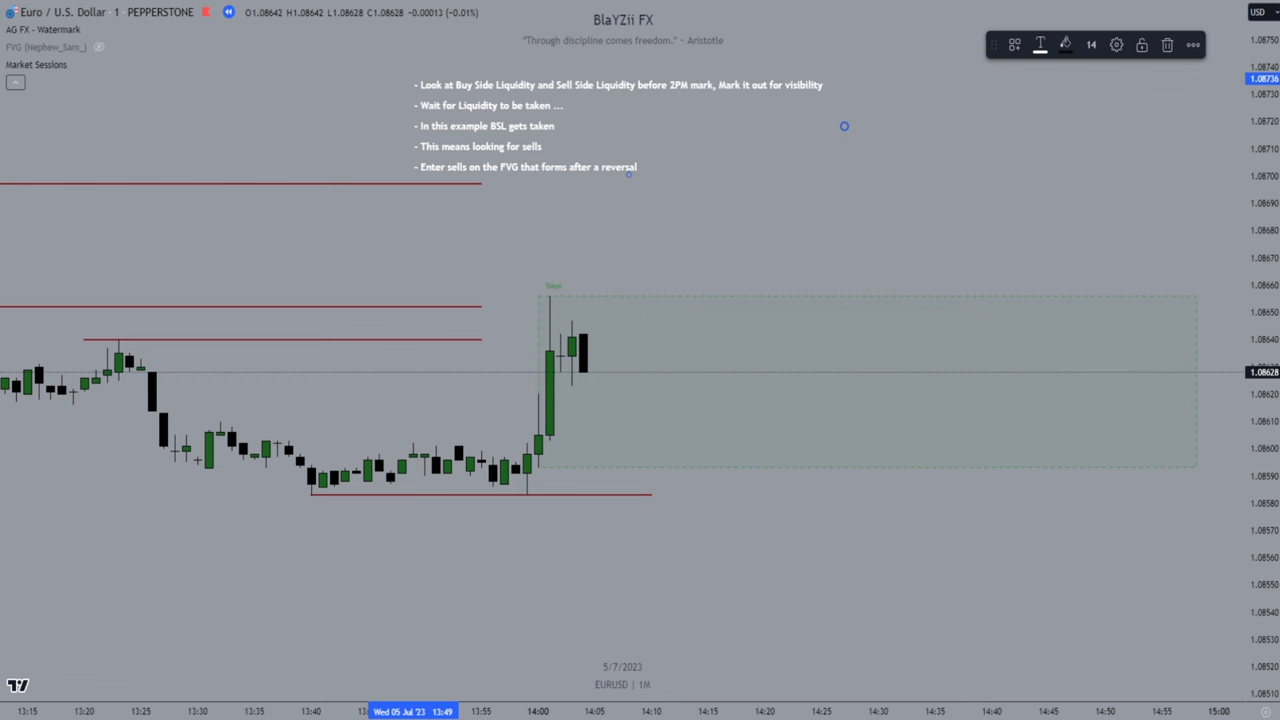 Euro / U.S. Dollar · 1 · PEPPERSTONE O1.08642 H1.08642 L1.08628 C1.08628 −0.00013 (−0.01%)
AG FX - Watermark
FVG (Nephew_Sam_)
Market Sessions
BlaYZii FX
"Through discipline comes freedom." ~ Aristotle
USD
14
- Look at Buy Side Liquidity and Sell Side Liquidity before 2PM mark, Mark it out for visibility
- Wait for Liquidity to be taken ...
- In this example BSL gets taken
- This means looking for sells
- Enter sells on the FVG that forms after a reversal
Tokyo
1.08750
1.08740
1.08736
1.08730
1.08720
1.08710
1.08700
1.08690
1.08680
1.08670
1.08660
1.08650
1.08640
1.08628
1.08620
1.08610
1.08600
1.08590
1.08580
1.08570
1.08560
1.08550
1.08540
1.08530
1.08520
1.08510
5/7/2023
EURUSD | 1M
13:15 13:20 13:25 13:30 13:35 13:40 Wed 05 Jul '23 13:49 13:55 14:00 14:05 14:10 14:15 14:20 14:25 14:30 14:35 14:40 14:45 14:50 14:55 15:00